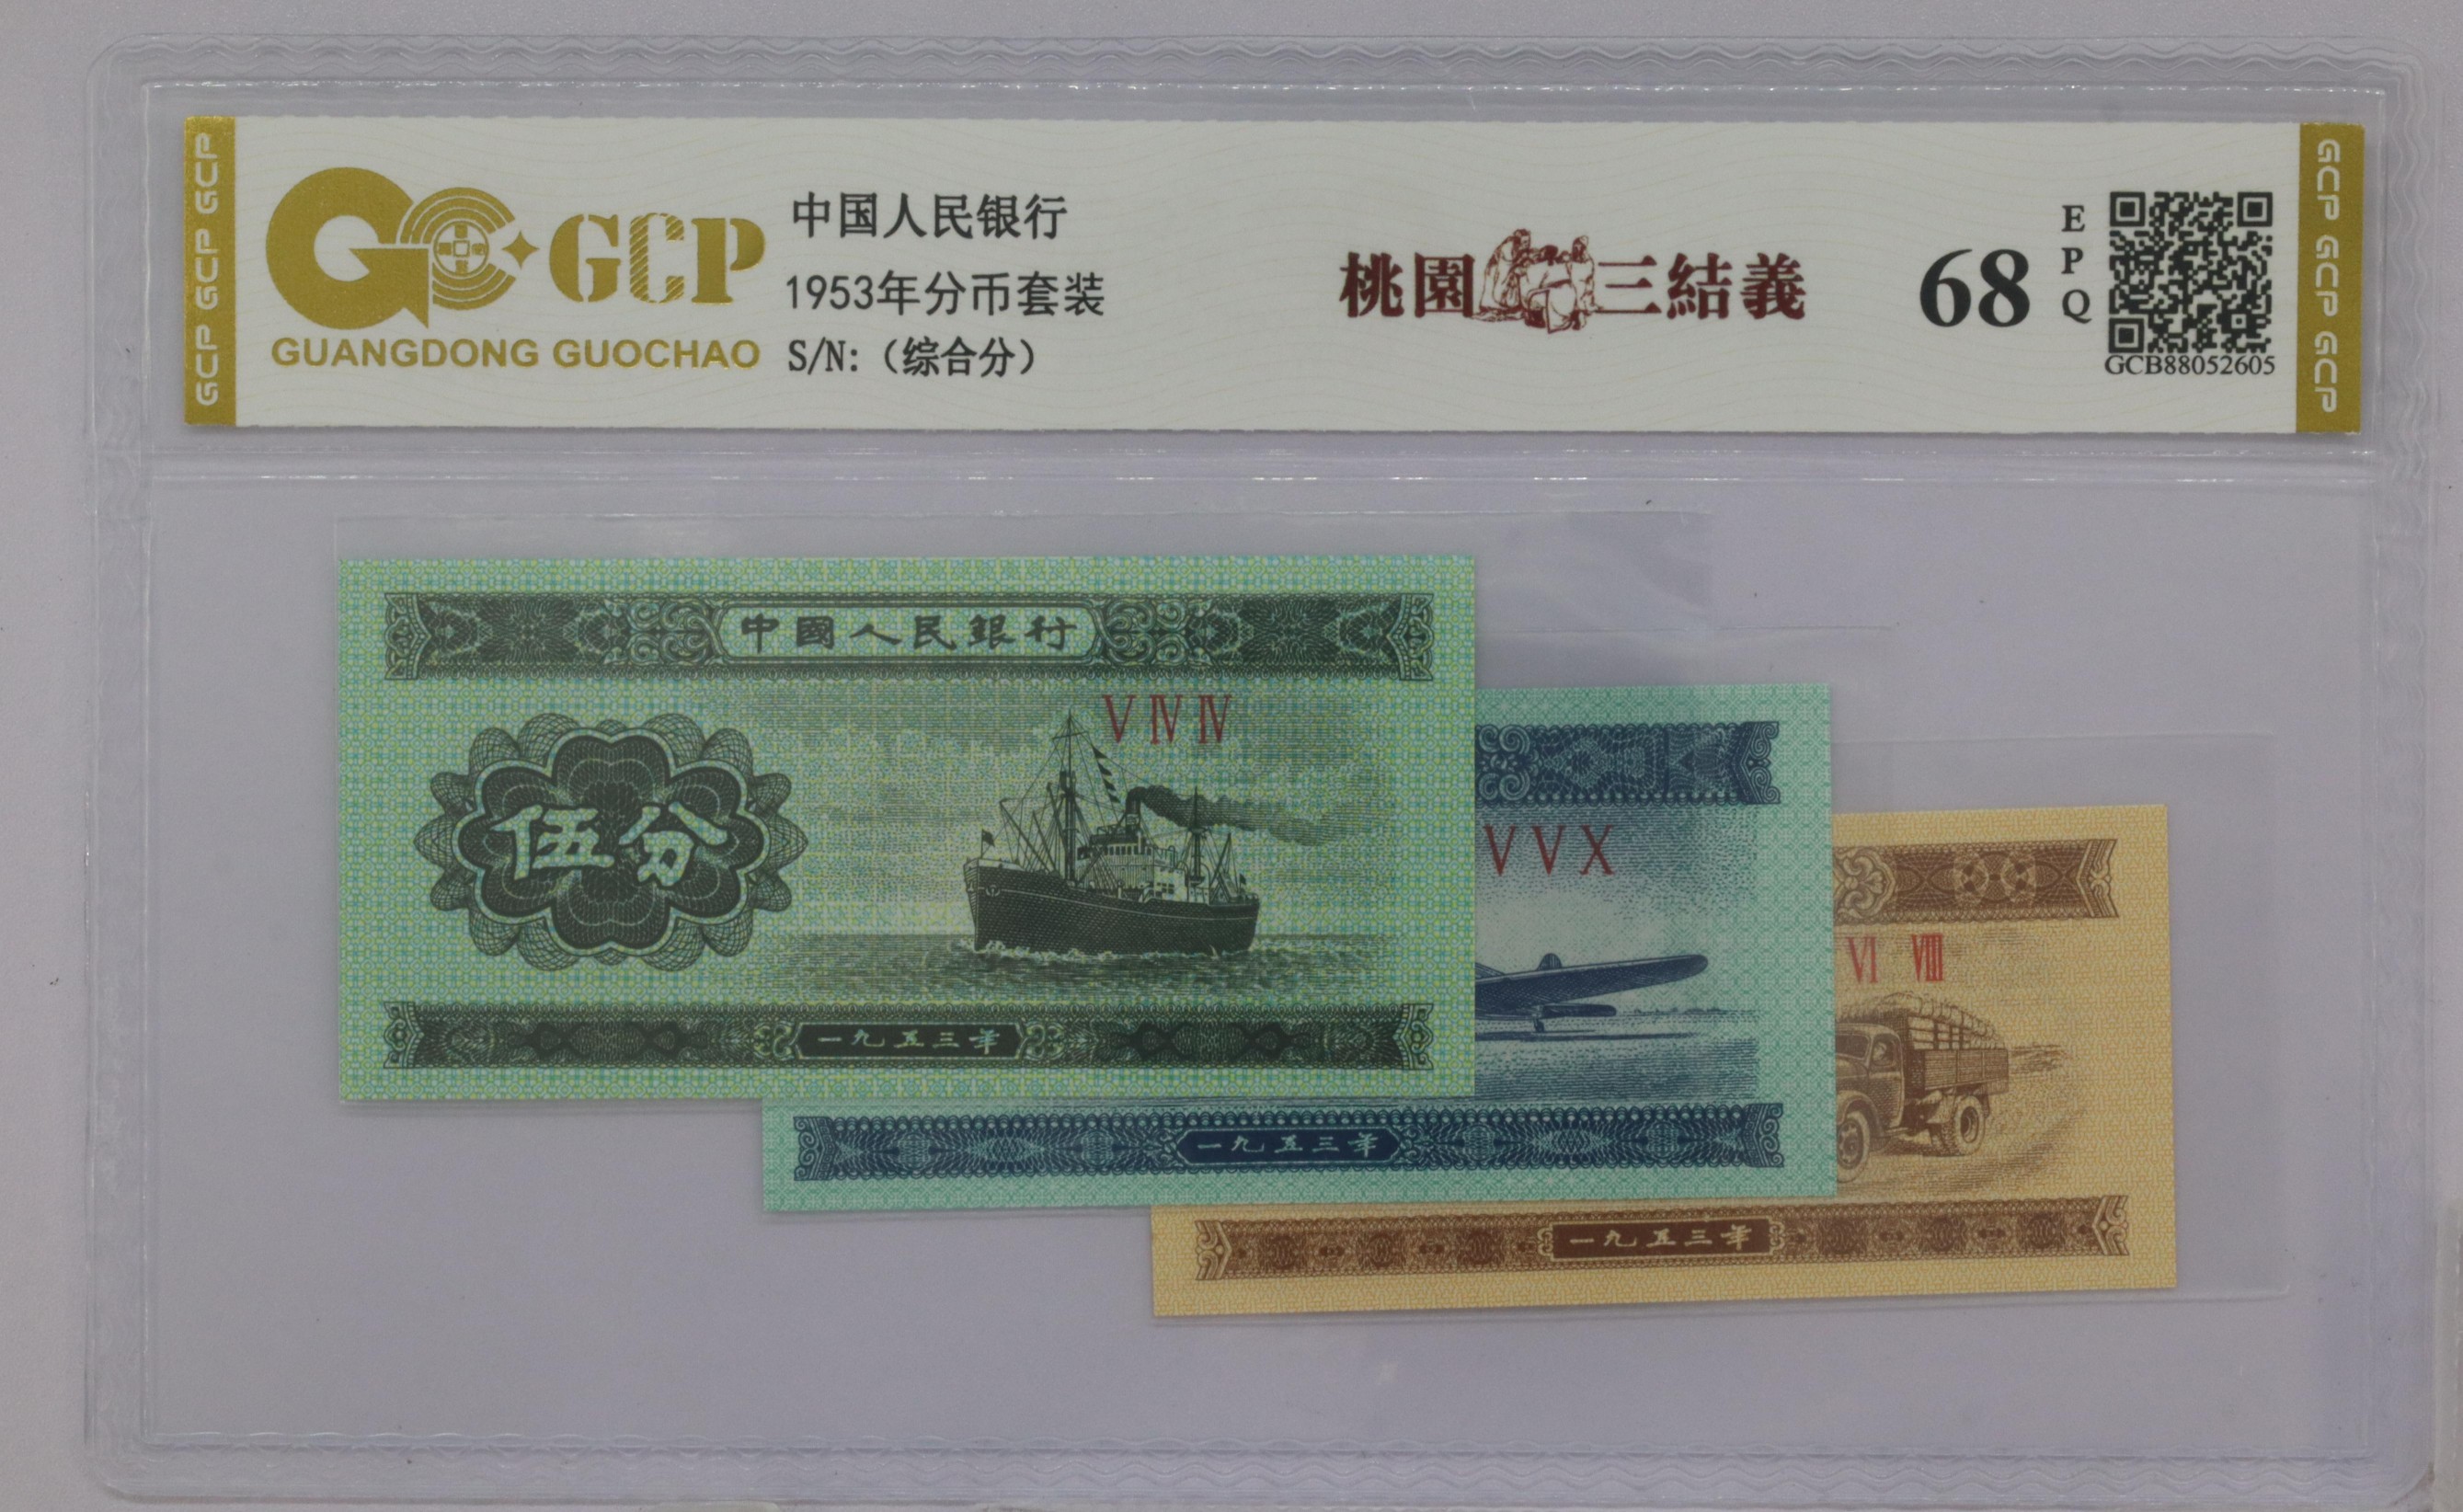 GCP GCP GCP
GCP
GUANGDONG GUOCHAO
中国人民银行
1953年分币套装
S/N:（综合分）
桃園三結義
68
EPQ
GCB88052605
GCP GCP GCP
中國人民銀行
V IV IV
伍分
一九五三年
V V X
一九五三年
VI VIII
一九五三年